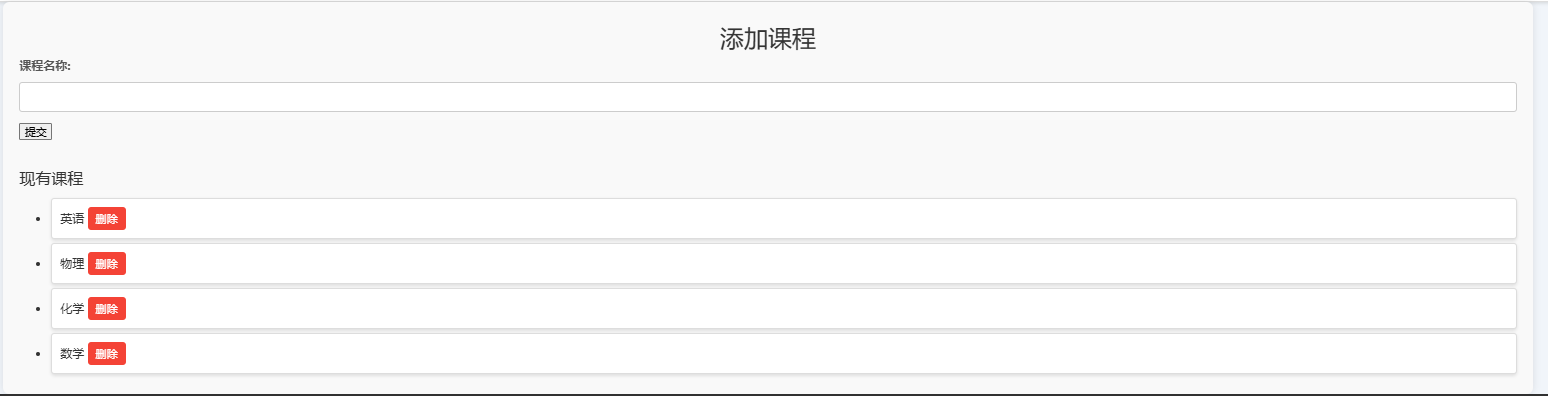 添加课程
课程名称:
提交
现有课程
英语 删除
物理 删除
化学 删除
数学 删除